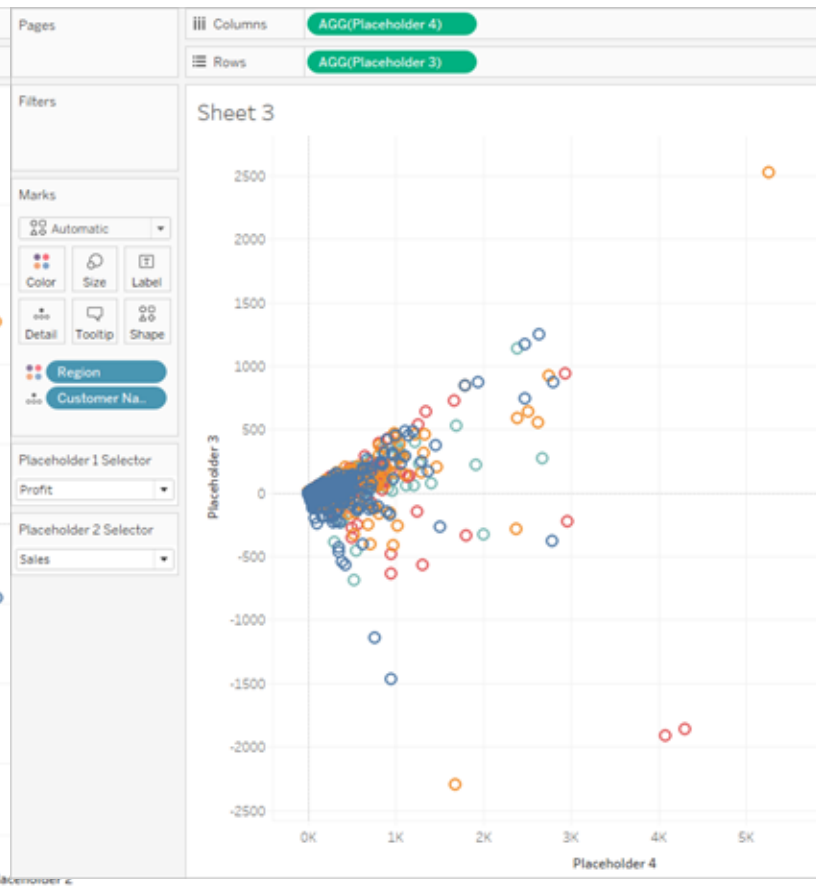 Pages
Columns
AGG(Placeholder 4)
Rows
AGG(Placeholder 3)
Filters
Marks
Automatic
Color
Size
Label
Detail
Tooltip
Shape
Region
Customer Na..
Placeholder 1 Selector
Profit
Placeholder 2 Selector
Sales
Sheet 3
Placeholder 3
2500
2000
1500
1000
500
0
-500
-1000
-1500
-2000
-2500
0K 1K 2K 3K 4K 5K
Placeholder 4